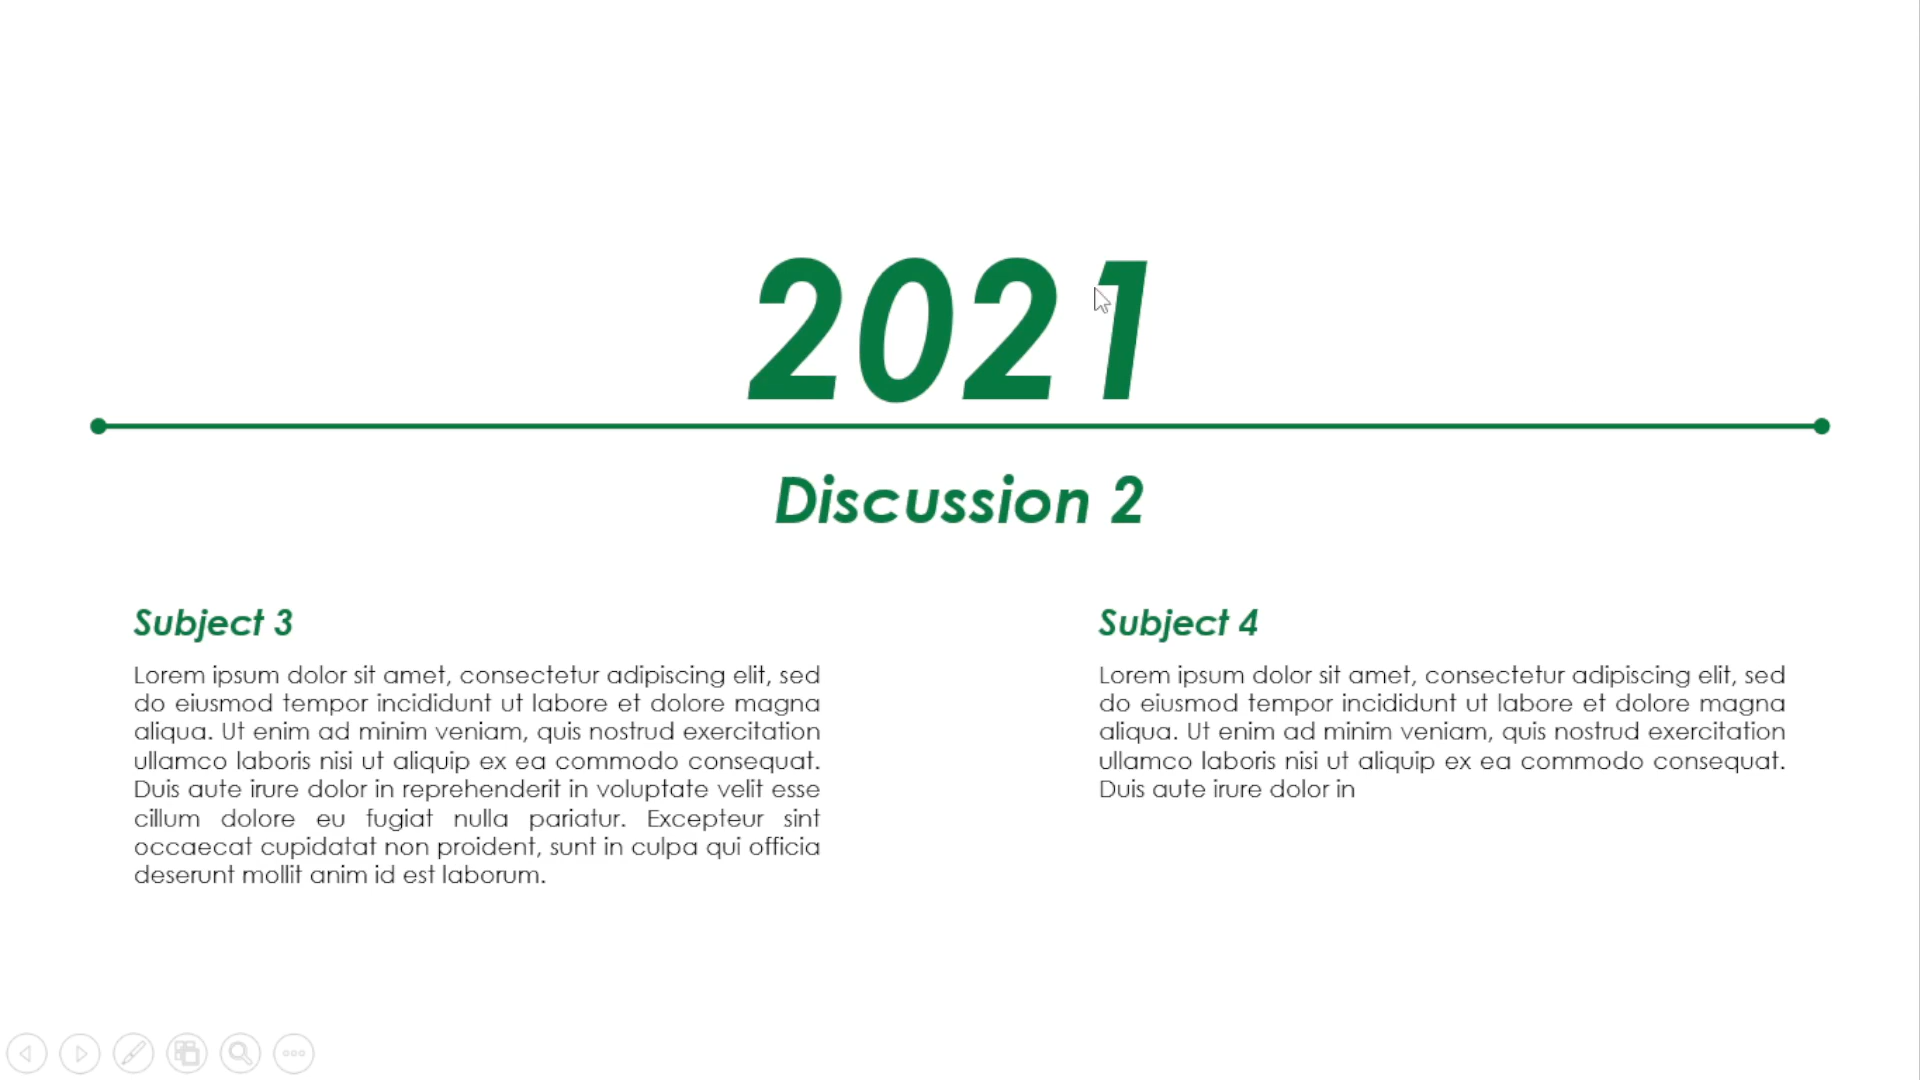 2021
Discussion 2
Subject 3
Lorem ipsum dolor sit amet, consectetur adipiscing elit, sed
do eiusmod tempor incididunt ut labore et dolore magna
aliqua. Ut enim ad minim veniam, quis nostrud exercitation
ullamco laboris nisi ut aliquip ex ea commodo consequat.
Duis aute irure dolor in reprehenderit in voluptate velit esse
cillum dolore eu fugiat nulla pariatur. Excepteur sint
occaecat cupidatat non proident, sunt in culpa qui officia
deserunt mollit anim id est laborum.
Subject 4
Lorem ipsum dolor sit amet, consectetur adipiscing elit, sed
do eiusmod tempor incididunt ut labore et dolore magna
aliqua. Ut enim ad minim veniam, quis nostrud exercitation
ullamco laboris nisi ut aliquip ex ea commodo consequat.
Duis aute irure dolor in